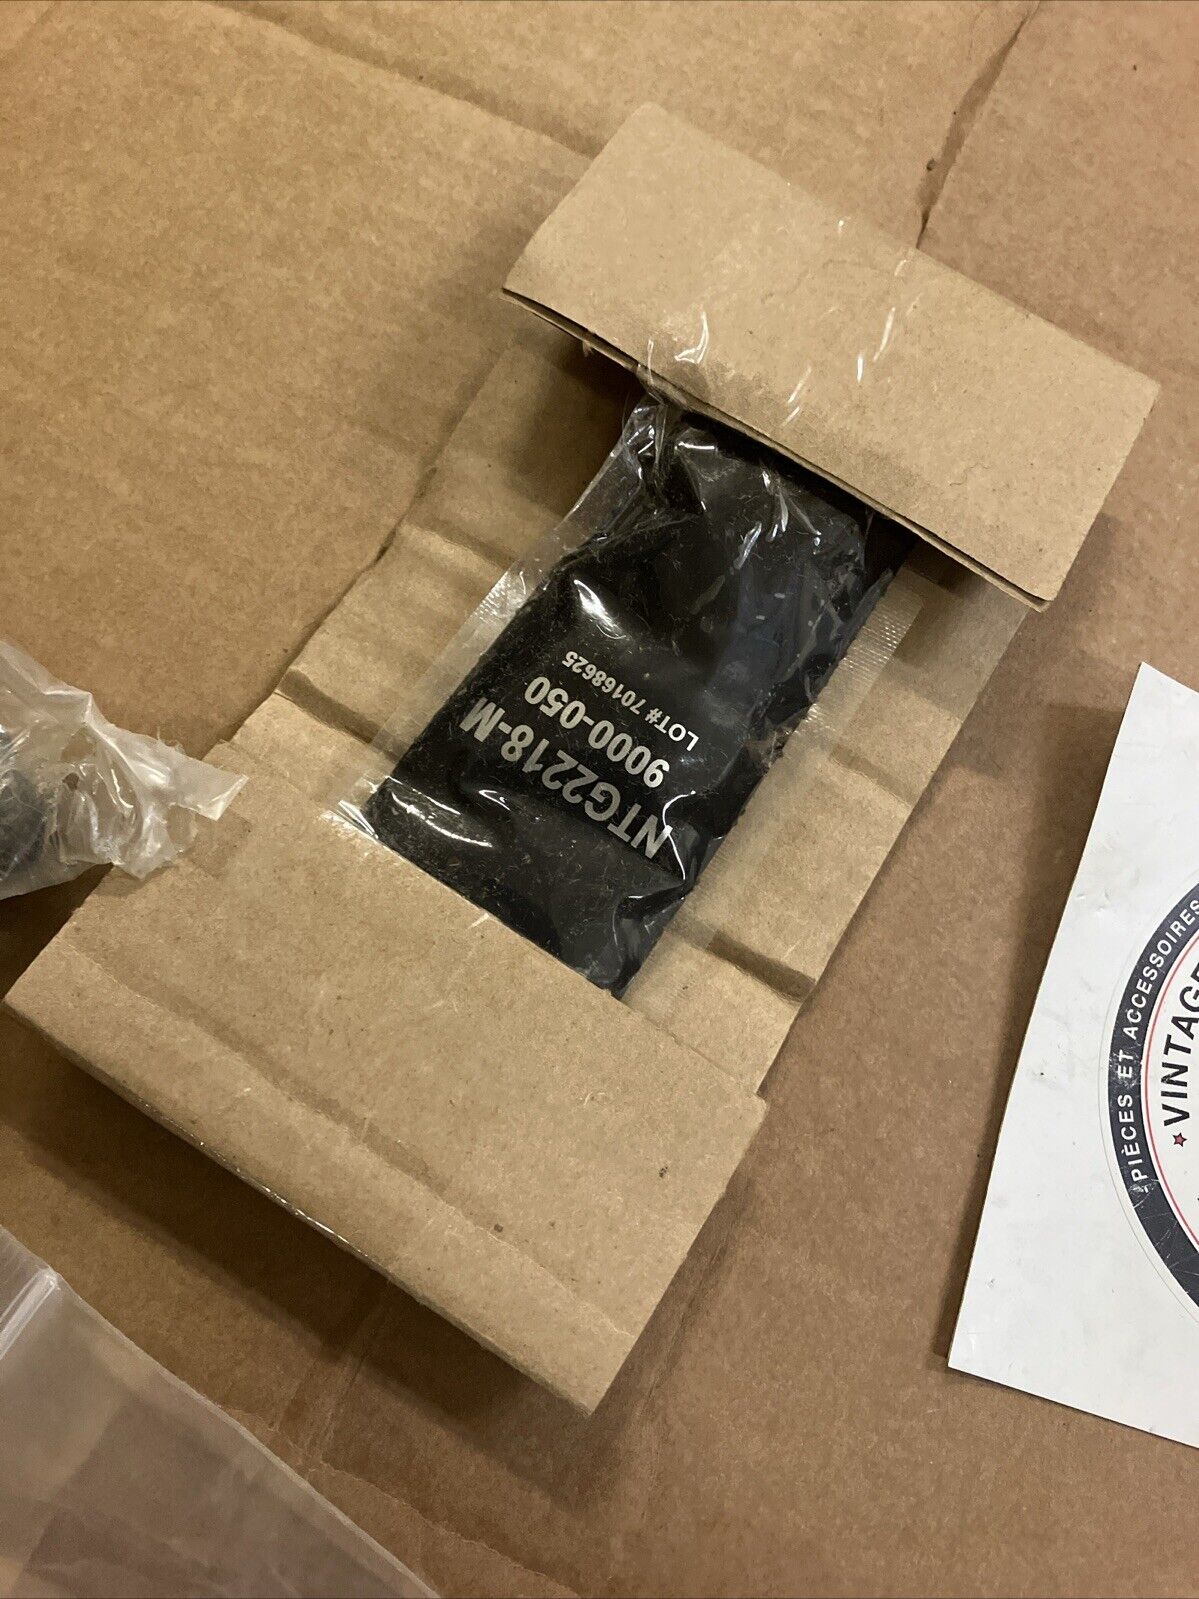 NTG2218-M
9000-050
LOT# 70168625
PIÈCES ET ACCESSOIRES
VINTAGE